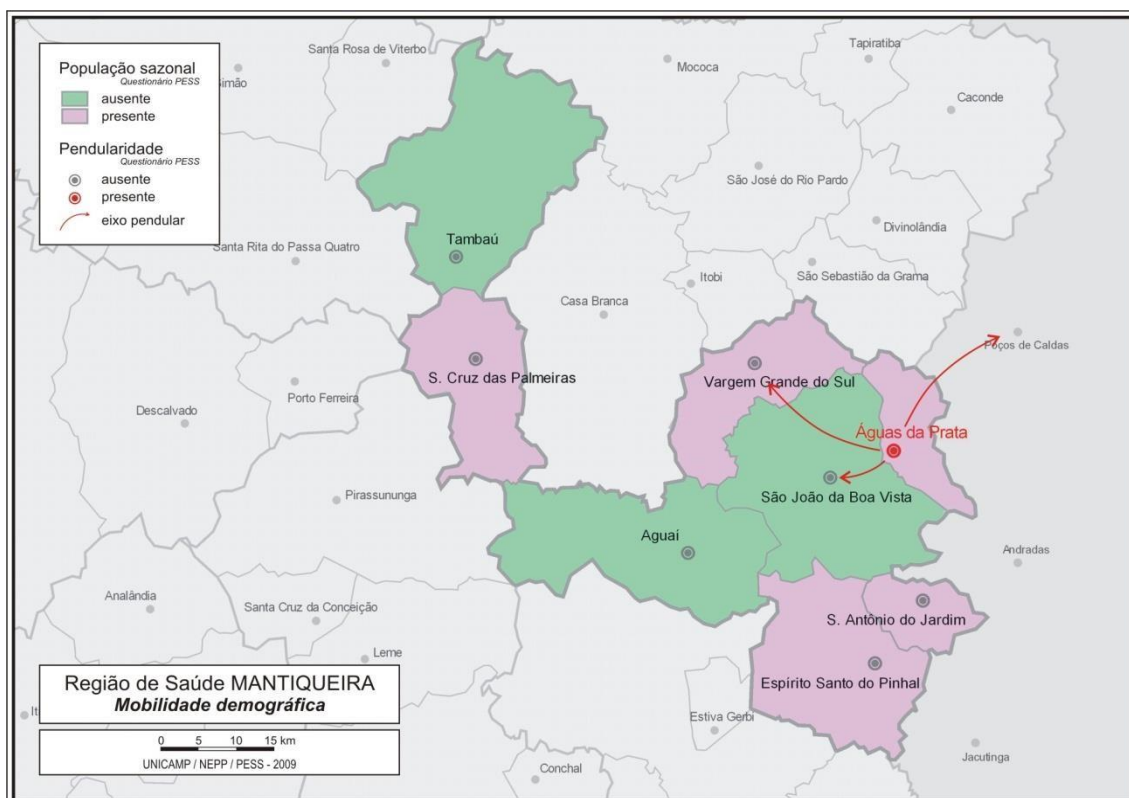 População sazonal
Questionário PESS
ausente
presente
Pendularidade
Questionário PESS
ausente
presente
eixo pendular
Santa Rosa de Viterbo
Simão
Mococa
Tapiratiba
Caconde
São José do Rio Pardo
Divinolândia
Santa Rita do Passa Quatro
Tambaú
Itobi
São Sebastião da Grama
Casa Branca
Poços de Caldas
S. Cruz das Palmeiras
Vargem Grande do Sul
Porto Ferreira
Descalvado
Águas da Prata
Pirassununga
São João da Boa Vista
Aguaí
Andradas
Analândia
Santa Cruz da Conceição
S. Antônio do Jardim
Leme
Espírito Santo do Pinhal
Estiva Gerbi
Jacutinga
Conchal
Região de Saúde MANTIQUEIRA
Mobilidade demográfica
0 5 10 15 km
UNICAMP / NEPP / PESS - 2009